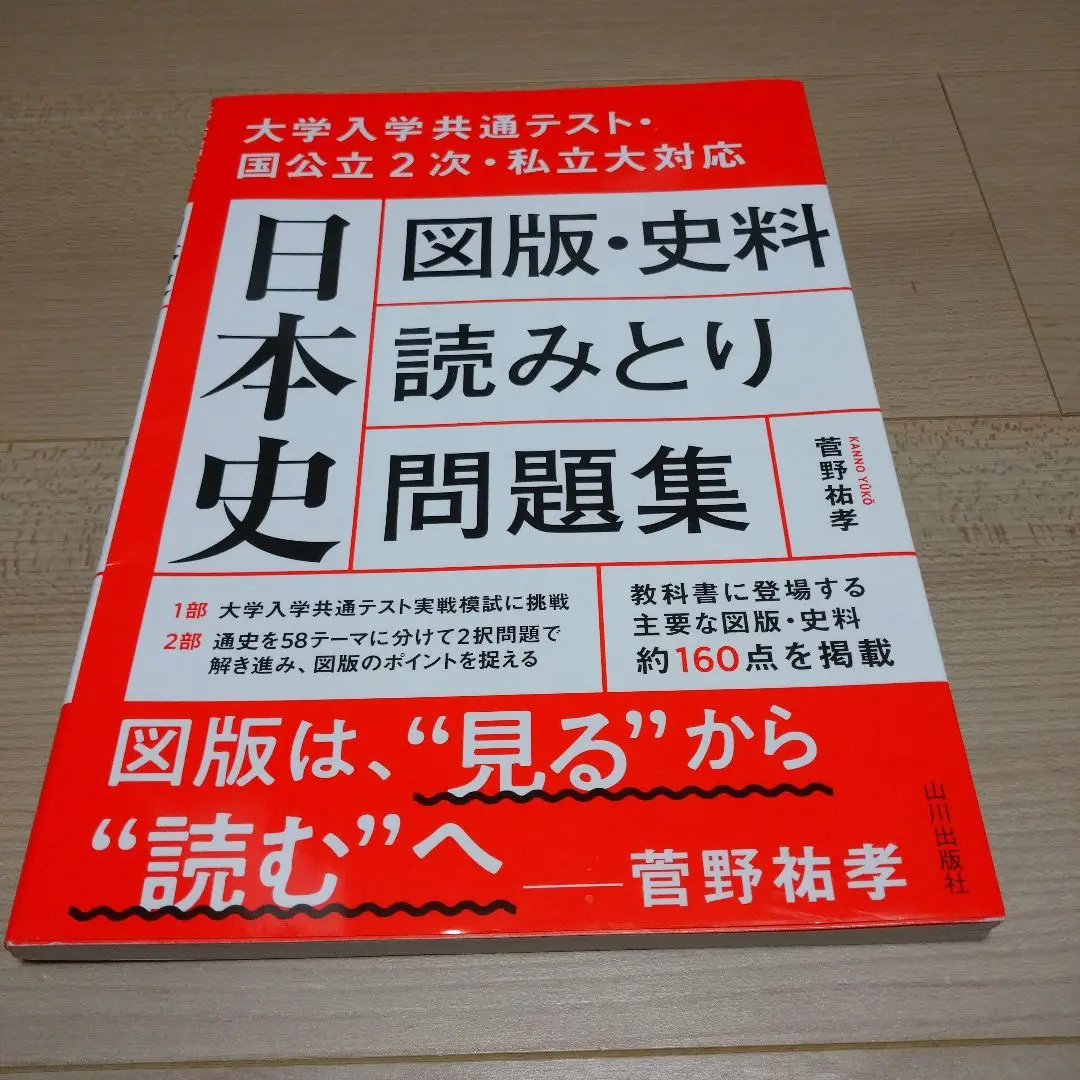 大学入学共通テスト・
国公立2次・私立大対応
日本史
図版・史料
読みとり
問題集
菅野祐孝
KANNO YŪKŌ
1部 大学入学共通テスト実戦模試に挑戦
2部 通史を58テーマに分けて2択問題で
解き進み、図版のポイントを捉える
教科書に登場する
主要な図版・史料
約160点を掲載
図版は、“見る”から
“読む”へ
――菅野祐孝
山川出版社